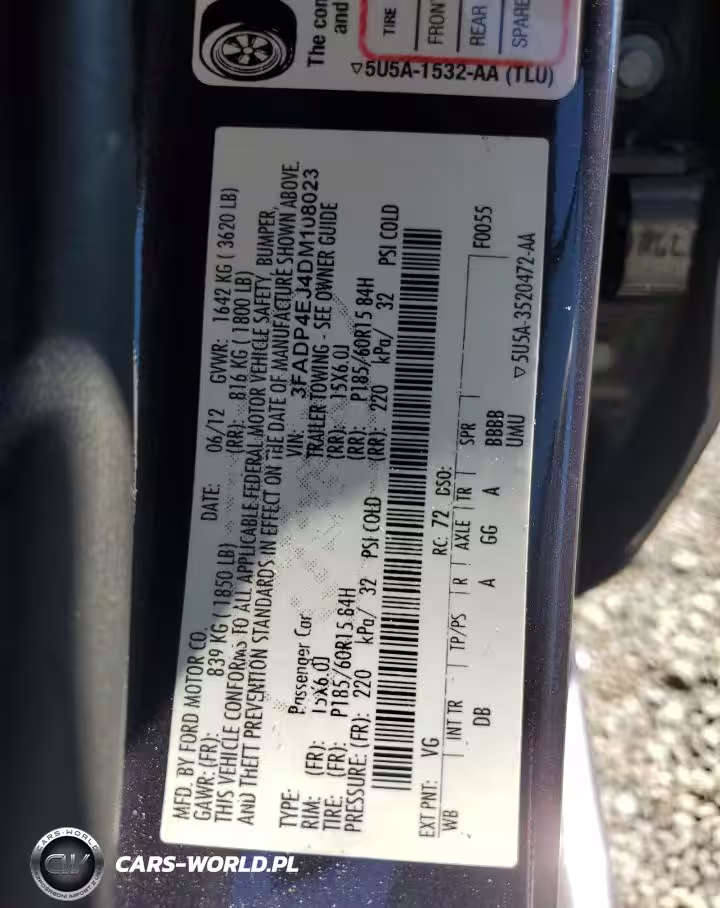 The con
and
TIRE
FRONT
REAR
SPARE
▽5U5A-1532-AA (TLU)
MFD. BY FORD MOTOR CO.
DATE: 06/12 GVWR: 1642 KG ( 3620 LB)
GAWR: (FR): 839 KG ( 1850 LB) (RR): 816 KG ( 1800 LB)
THIS VEHICLE CONFORMS TO ALL APPLICABLE FEDERAL MOTOR VEHICLE SAFETY, BUMPER,
AND THEFT PREVENTION STANDARDS IN EFFECT ON THE DATE OF MANUFACTURE SHOWN ABOVE.
VIN: 3FADP4EJ4DM108023
TYPE: Passenger Car TRAILER TOWING - SEE OWNER GUIDE
RIM: (FR): 15X6.0J (RR): 15X6.0J
TIRE: (FR): P185/60R15 84H (RR): P185/60R15 84H
PRESSURE: (FR): 220 kPa/ 32 PSI COLD (RR): 220 kPa/ 32 PSI COLD
EXT PNT: VG RC: 72 DSO: F0055
WB INT TR TP/PS R AXLE TR SPR
DB A GG A BBBB
UMU
▽5U5A-3520472-AA
CARS-WORLD
CW
CARS-WORLD.PL